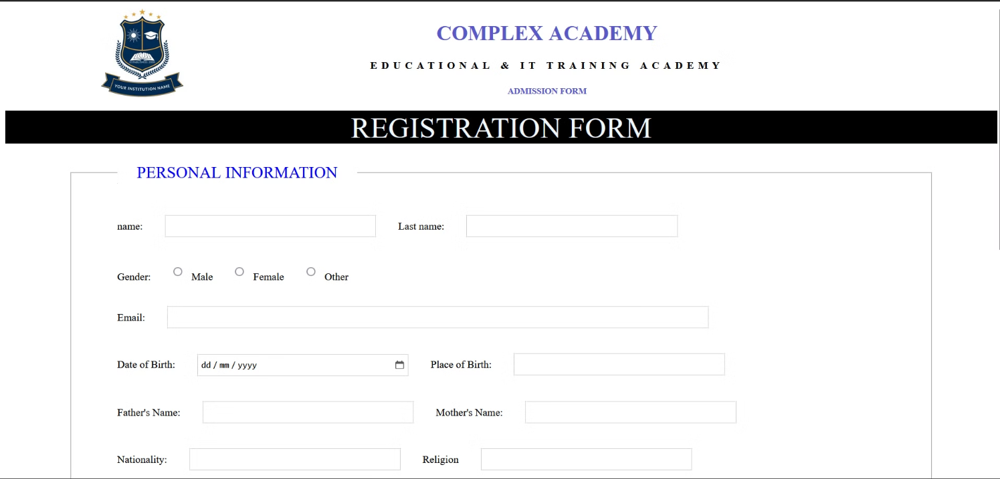 COMPLEX ACADEMY
EDUCATIONAL & IT TRAINING ACADEMY
ADMISSION FORM
YOUR INSTITUTION NAME
REGISTRATION FORM
PERSONAL INFORMATION
name: Last name:
Gender: Male Female Other
Email:
Date of Birth: dd / mm / yyyy Place of Birth:
Father's Name: Mother's Name:
Nationality: Religion